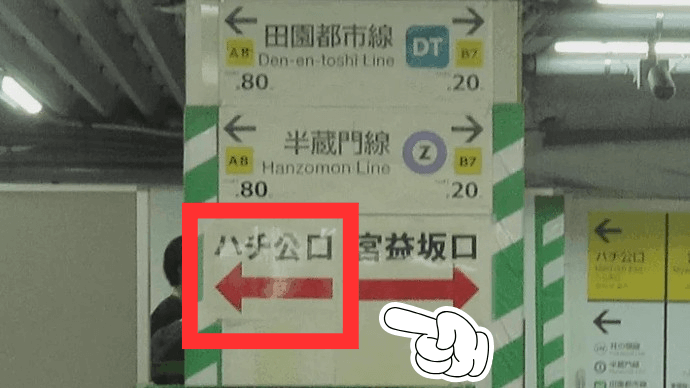 ← 田園都市線 DT →
A8 Den-en-toshi Line B7
80 20
← 半蔵門線 Z →
A8 Hanzomon Line B7
80 20
ハチ公口 宮益坂口
←
ハチ公口
←